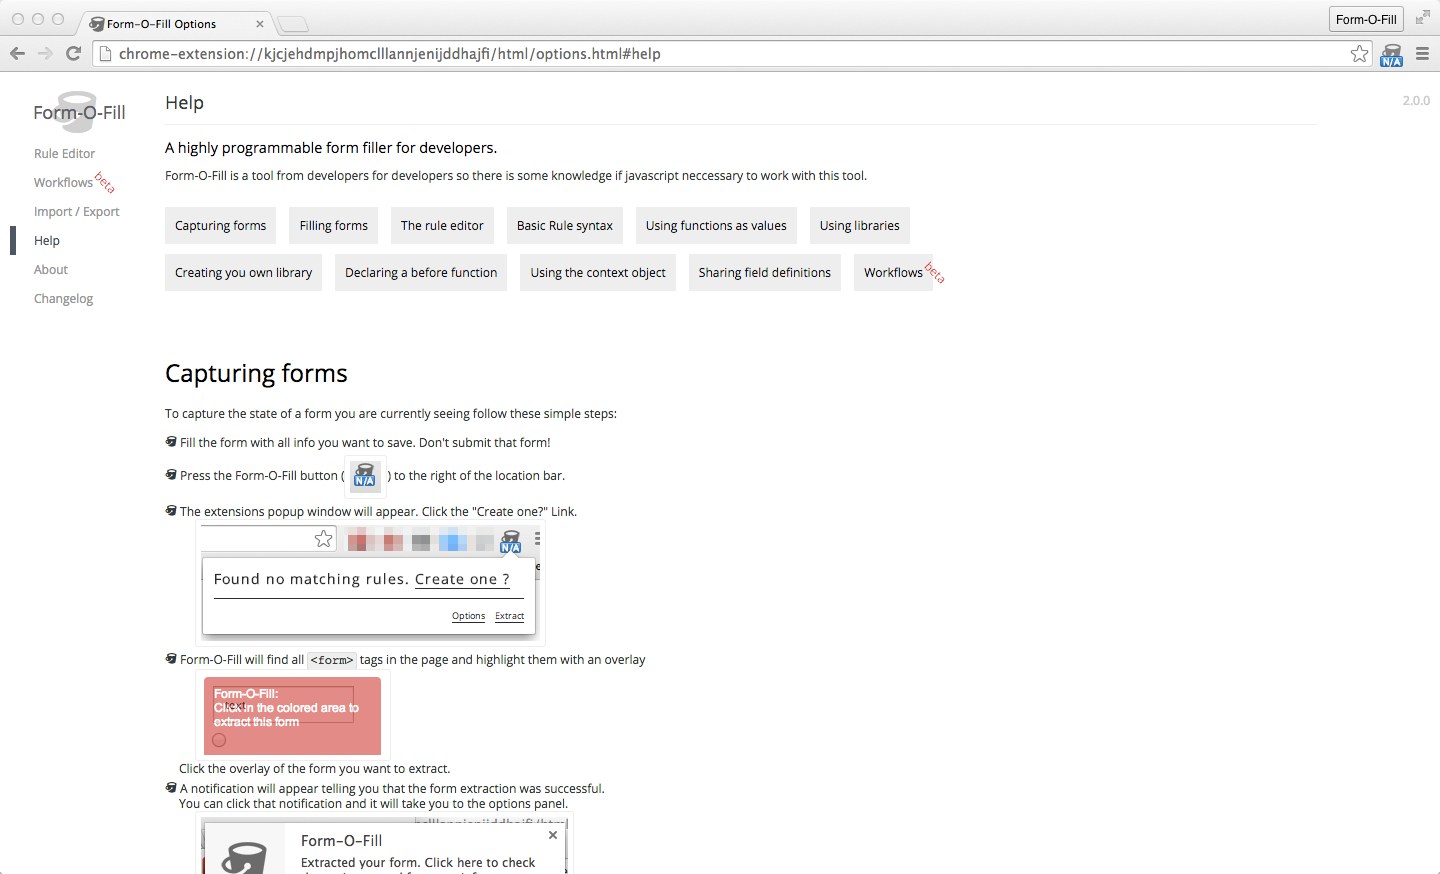 Form-O-Fill Options
Form-O-Fill
chrome-extension://kjcjehdmpjhomclllannjenijddhajfi/html/options.html#help
N/A
Form-O-Fill
Help
2.0.0
Rule Editor
Workflows beta
Import / Export
Help
About
Changelog
A highly programmable form filler for developers.
Form-O-Fill is a tool from developers for developers so there is some knowledge if javascript neccessary to work with this tool.
Capturing forms
Filling forms
The rule editor
Basic Rule syntax
Using functions as values
Using libraries
Creating you own library
Declaring a before function
Using the context object
Sharing field definitions
Workflows beta
Capturing forms
To capture the state of a form you are currently seeing follow these simple steps:
Fill the form with all info you want to save. Don't submit that form!
Press the Form-O-Fill button ( N/A ) to the right of the location bar.
The extensions popup window will appear. Click the "Create one?" Link.
N/A
Found no matching rules. Create one ?
Options Extract
Form-O-Fill will find all <form> tags in the page and highlight them with an overlay
Form-O-Fill:
text
Click in the colored area to
extract this form
Click the overlay of the form you want to extract.
A notification will appear telling you that the form extraction was successful.
You can click that notification and it will take you to the options panel.
Form-O-Fill
Extracted your form. Click here to check